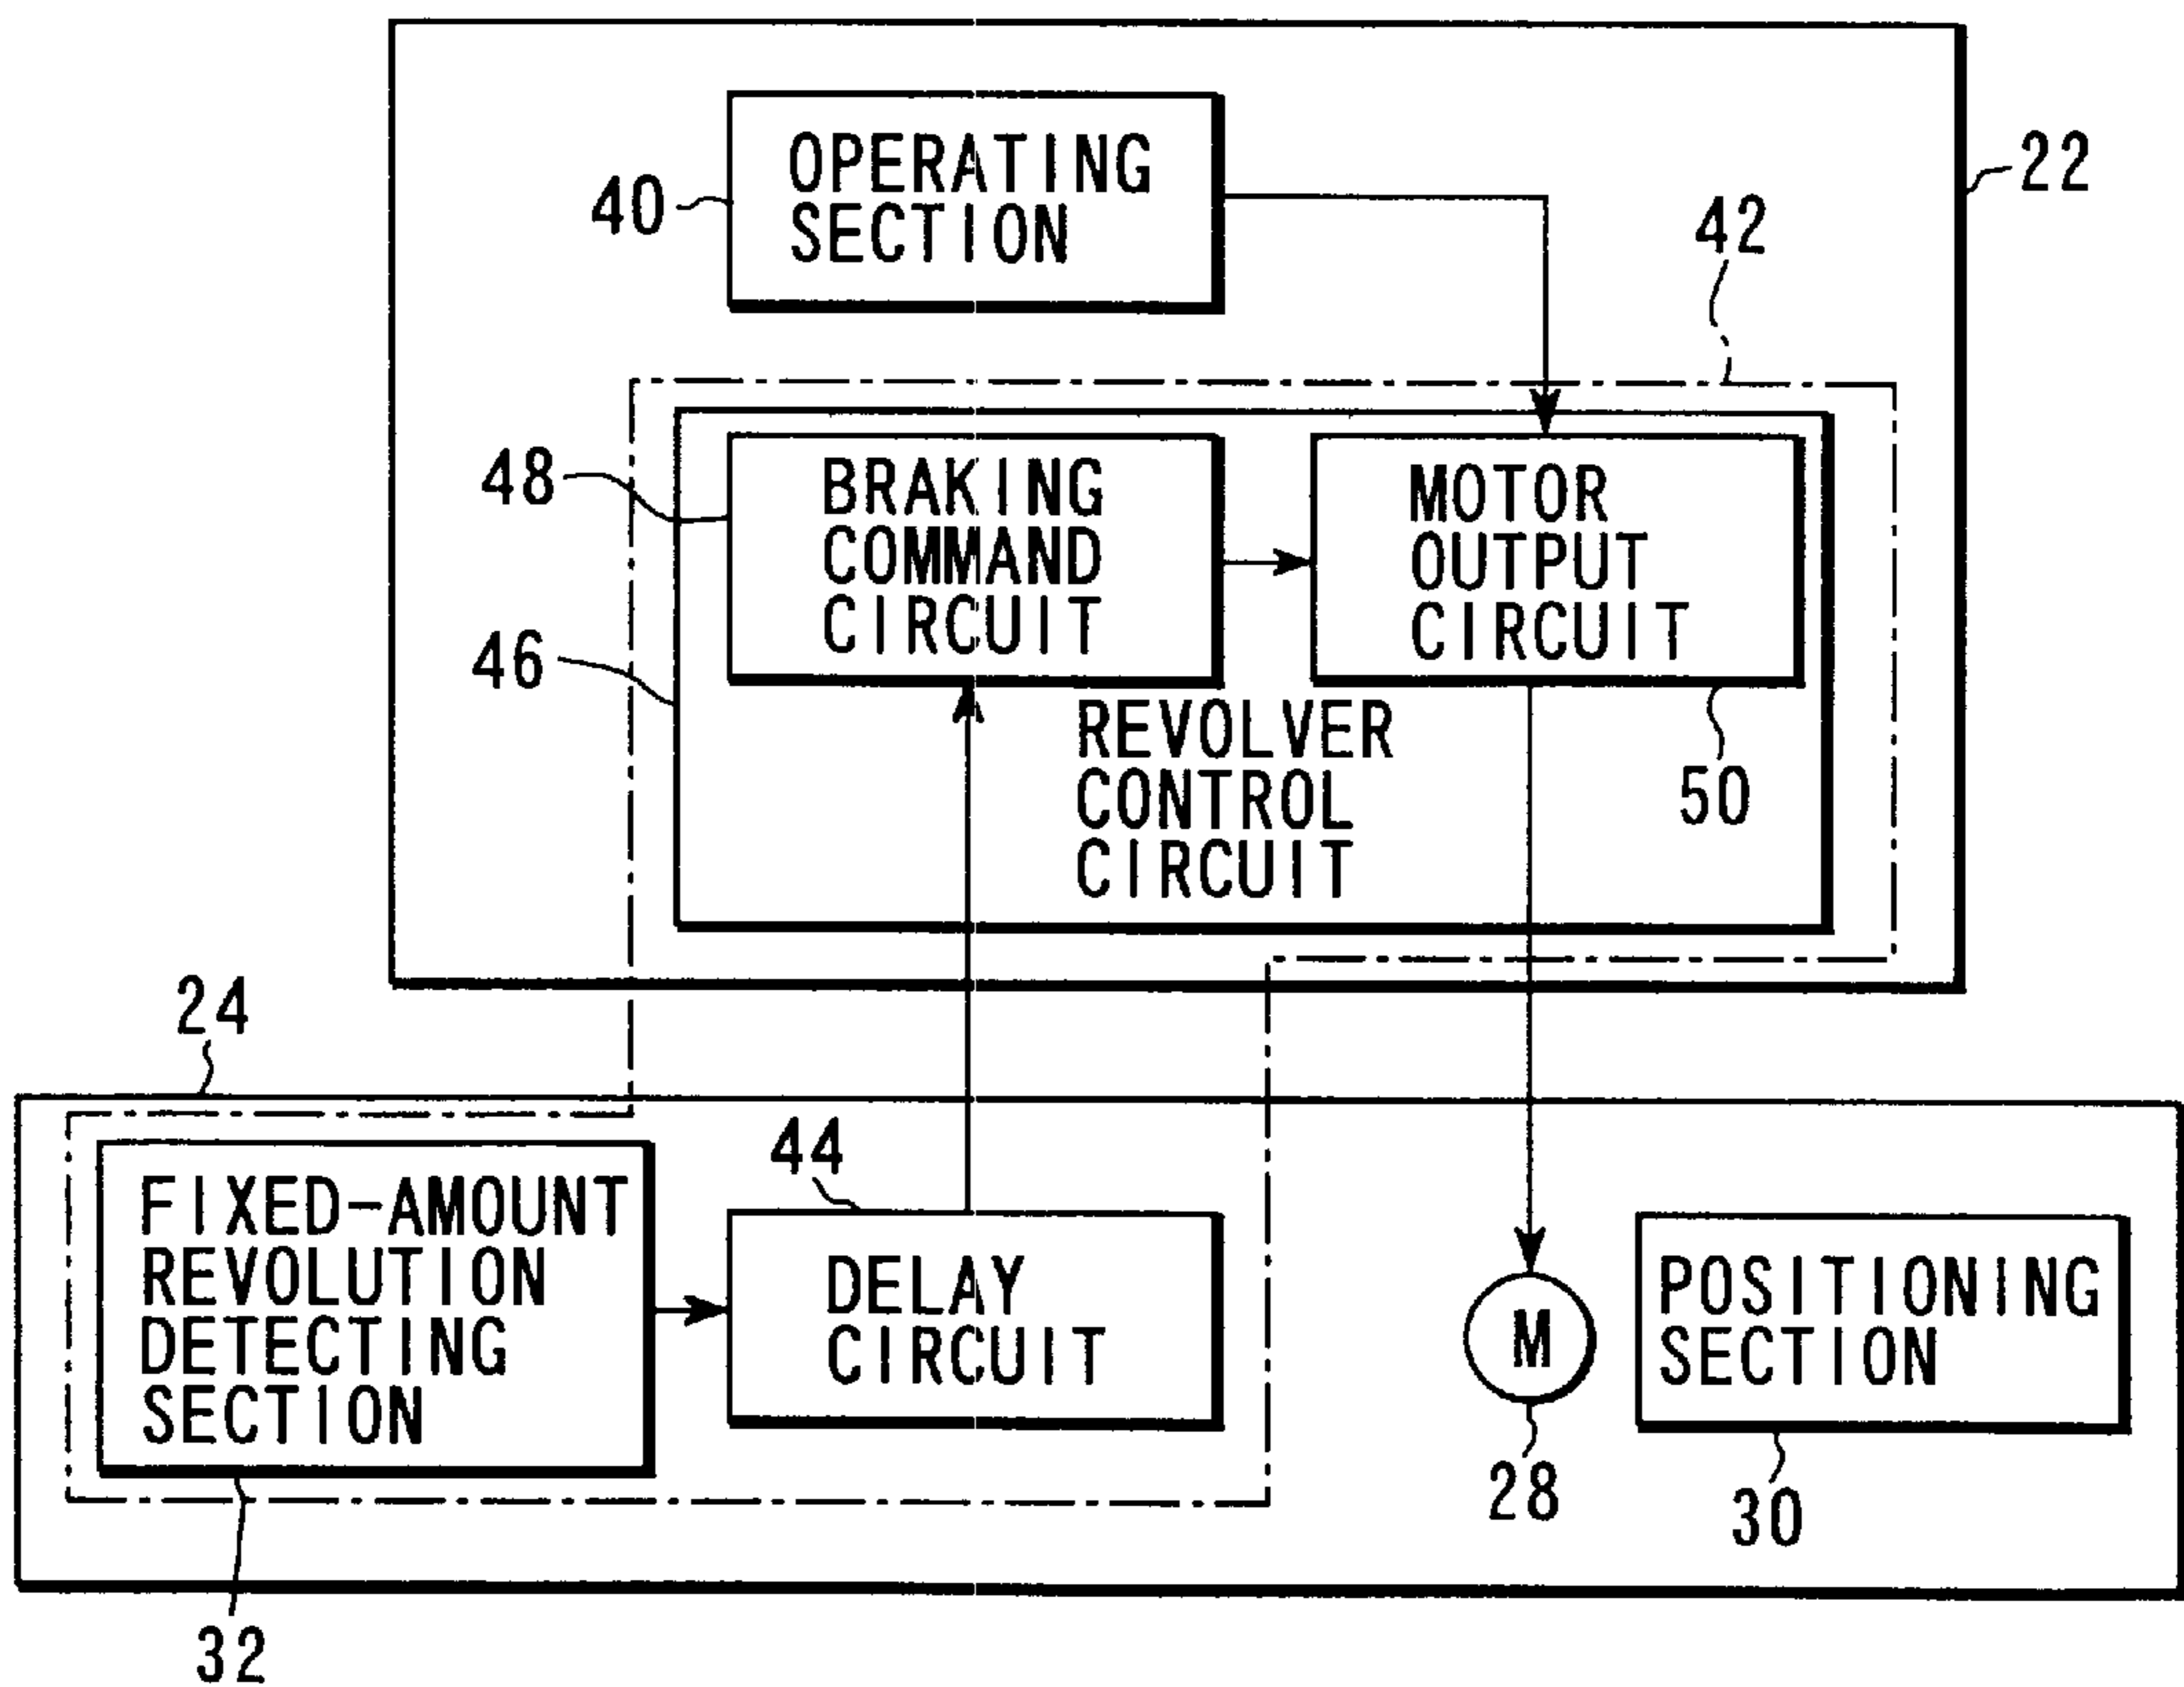 22
OPERATING
SECTION
40
42
48
BRAKING
COMMAND
CIRCUIT
MOTOR
OUTPUT
CIRCUIT
46
REVOLVER
CONTROL
CIRCUIT
50
24
44
FIXED-AMOUNT
REVOLUTION
DETECTING
SECTION
DELAY
CIRCUIT
M
POSITIONING
SECTION
28
30
32